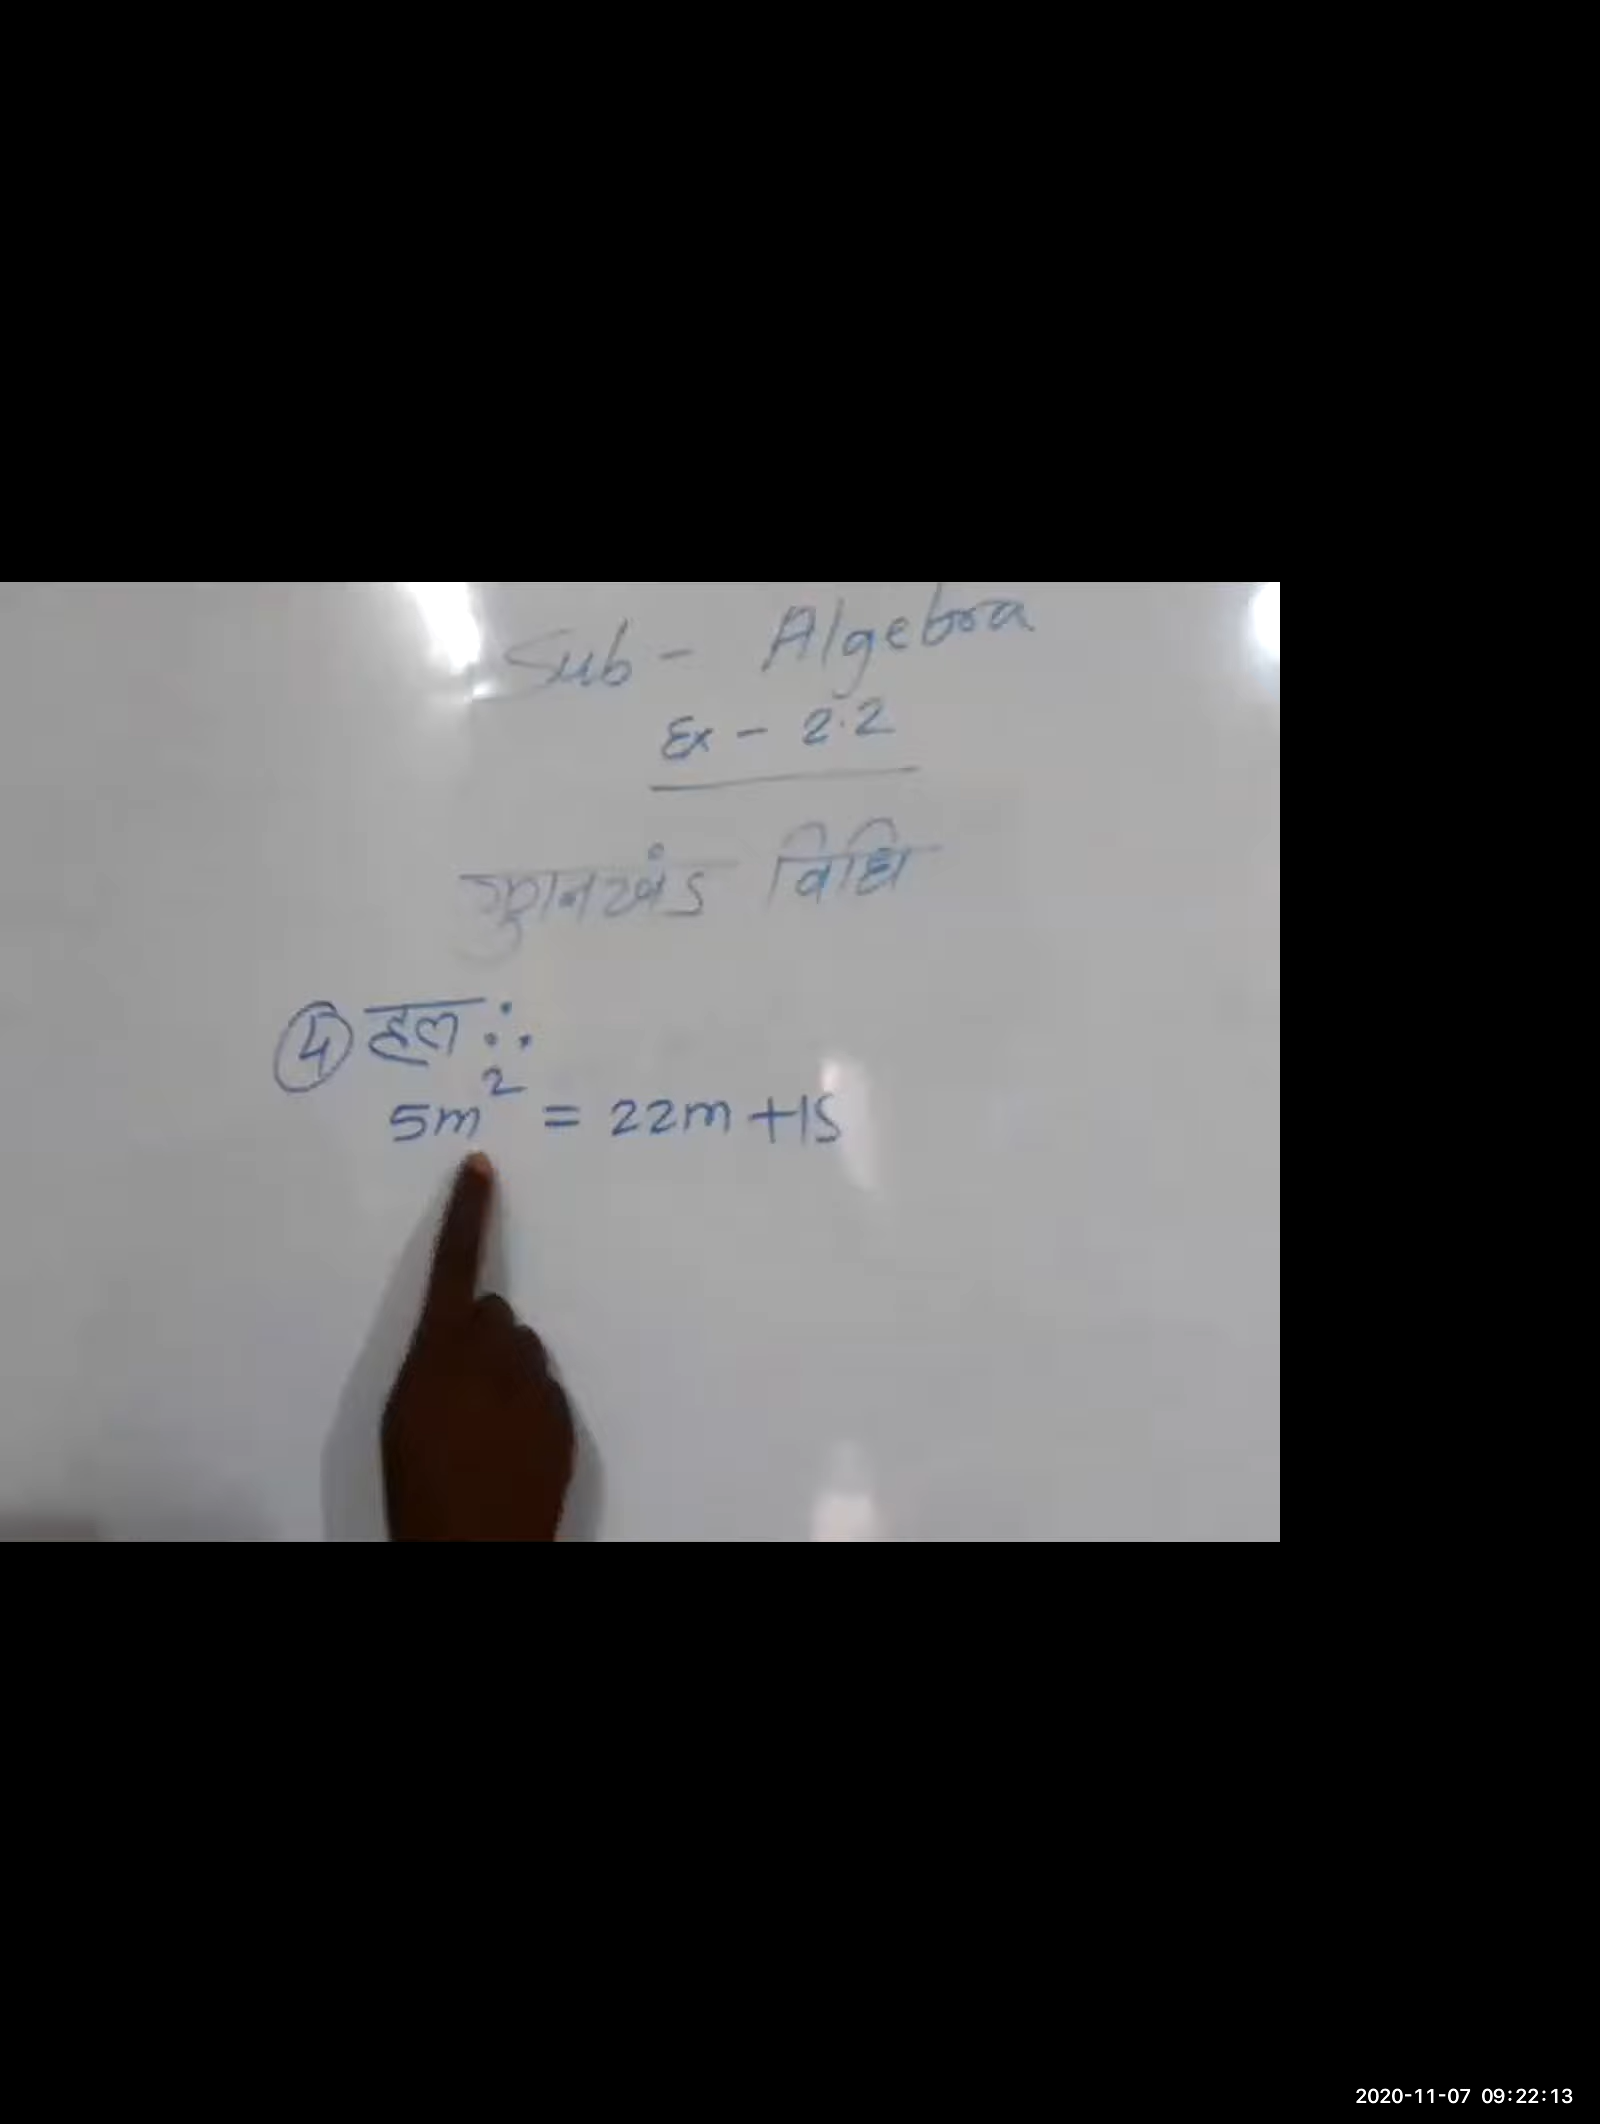 Sub - Algebra
Ex - 2.2
गुणनखंड विधि
④ हल ∴
5m² = 22m + 15
2020-11-07 09:22:13